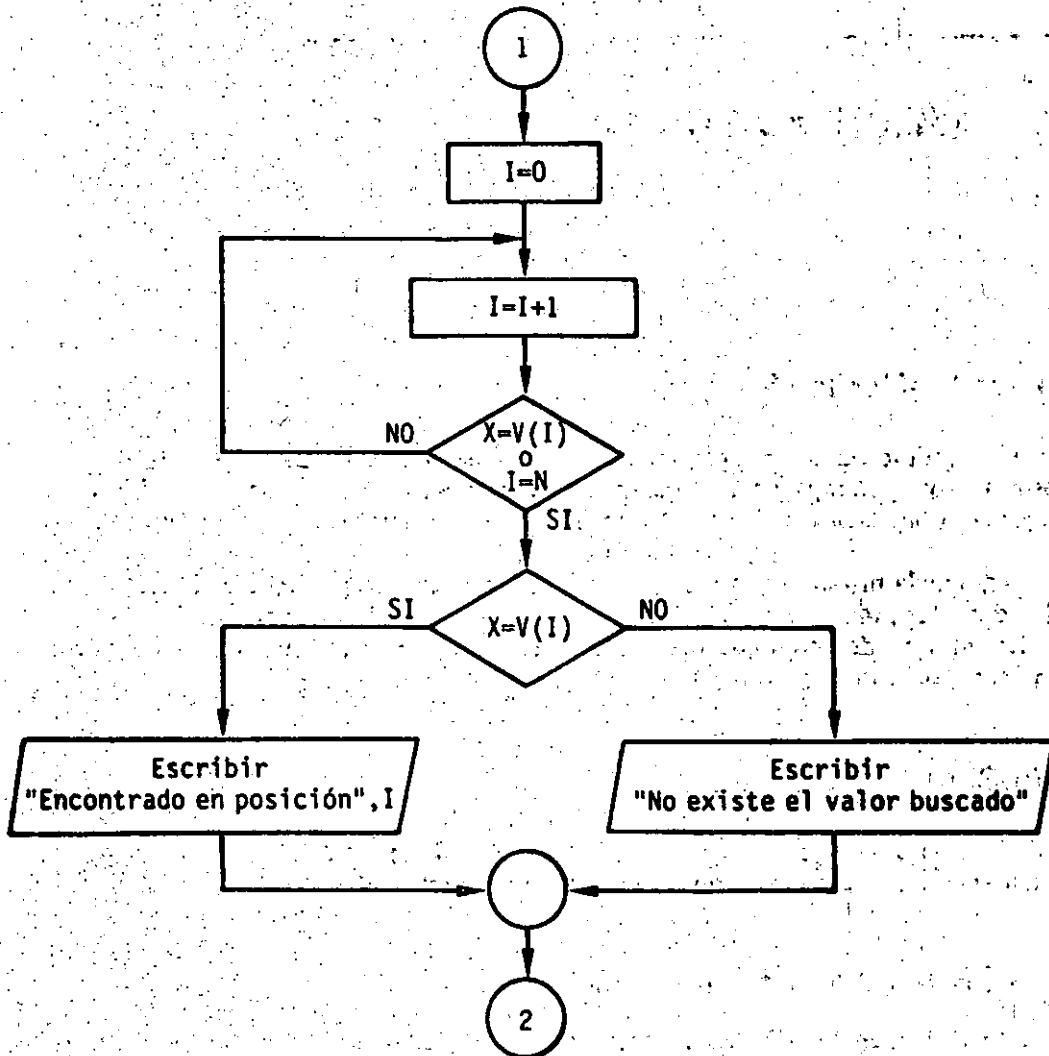 1
I=0
I=I+1
X=V(I)
o
I=N
NO
SI
X=V(I)
SI
NO
Escribir
"Encontrado en posición",I
Escribir
"No existe el valor buscado"
2